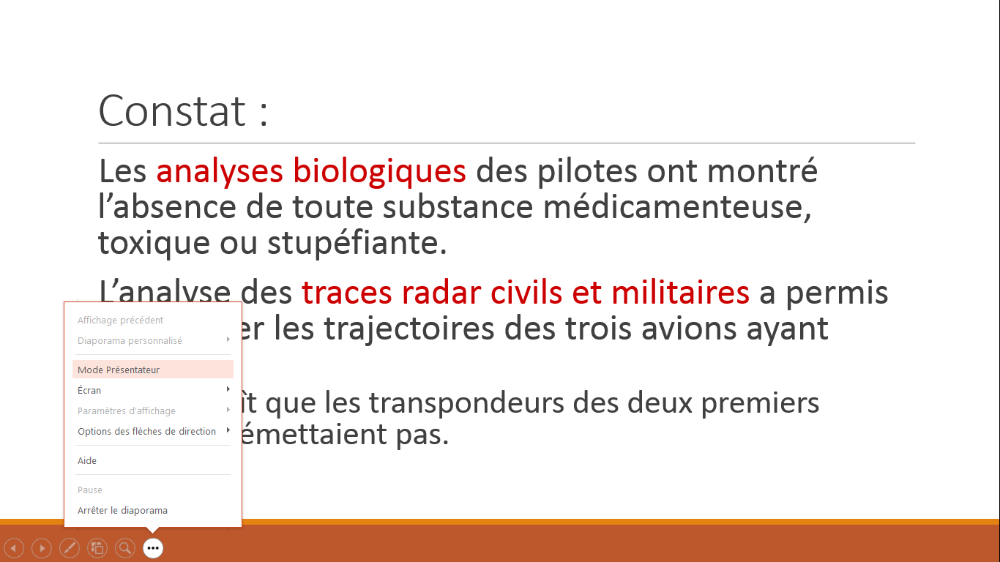 Constat :
Les analyses biologiques des pilotes ont montré
l’absence de toute substance médicamenteuse,
toxique ou stupéfiante.
L’analyse des traces radar civils et militaires a permis
er les trajectoires des trois avions ayant
ît que les transpondeurs des deux premiers
émettaient pas.
Affichage précédent
Diaporama personnalisé
Mode Présentateur
Écran
Paramètres d'affichage
Options des flèches de direction
Aide
Pause
Arrêter le diaporama